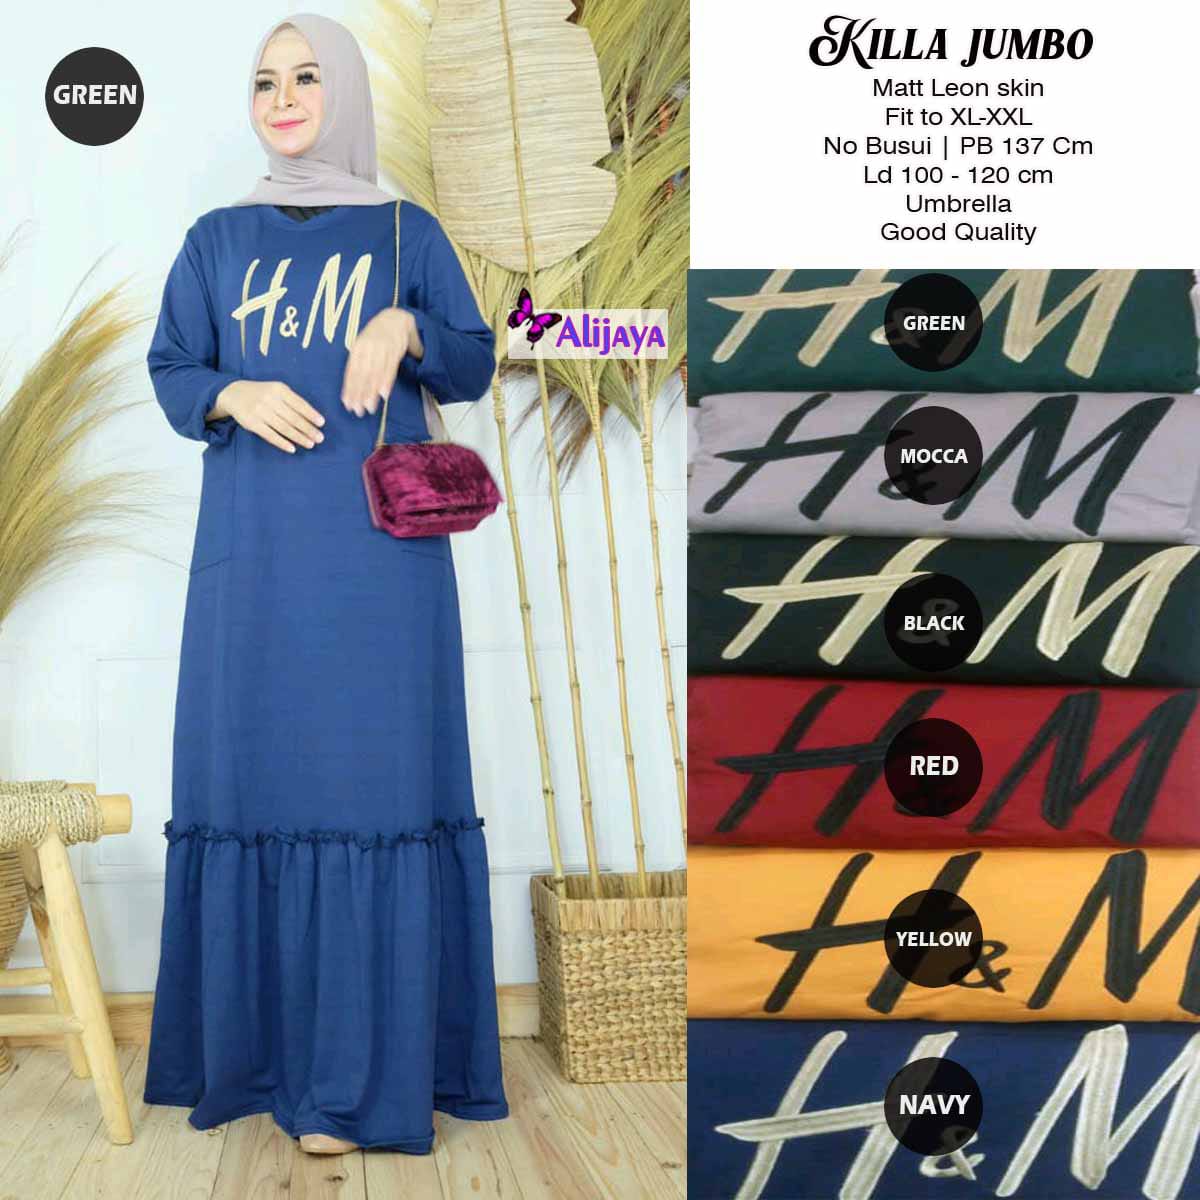 GREEN
H&M
Alijaya
KILLA JUMBO
Matt Leon skin
Fit to XL-XXL
No Busui | PB 137 Cm
Ld 100 - 120 cm
Umbrella
Good Quality
H&M
GREEN
H&M
MOCCA
H&M
BLACK
H&M
RED
H&M
YELLOW
H&M
NAVY